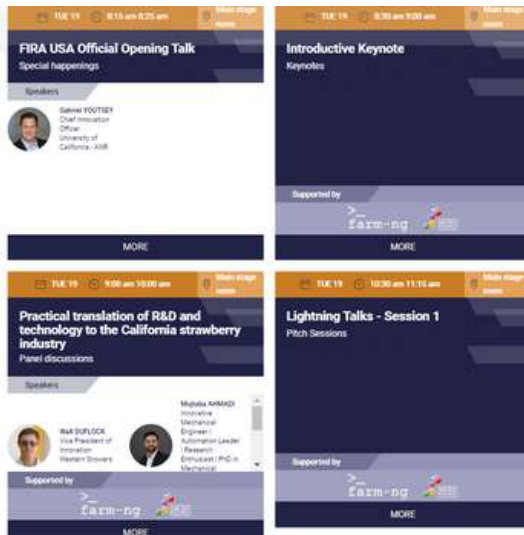 TUE 19 8:15 am 8:25 am Main stage room
FIRA USA Official Opening Talk
Special happenings
Speakers
Gabriel YOUTSEY
Chief Innovation
Officer
University of
California - ANR
MORE
TUE 19 8:30 am 9:00 am Main stage room
Introductive Keynote
Keynotes
Supported by
>_
farm-ng
MORE
TUE 19 9:00 am 10:00 am Main stage room
Practical translation of R&D and
technology to the California strawberry
industry
Panel discussions
Speakers
Walt DUFLOCK
Vice President of
Innovation
Western Growers
Mojtaba AHMADI
Innovative
Mechanical
Engineer |
Automation Leader
| Research
Enthusiast | PhD in
Mechanical
Supported by
>_
farm-ng
MORE
TUE 19 10:30 am 11:15 am Main stage room
Lightning Talks - Session 1
Pitch Sessions
Supported by
>_
farm-ng
MORE